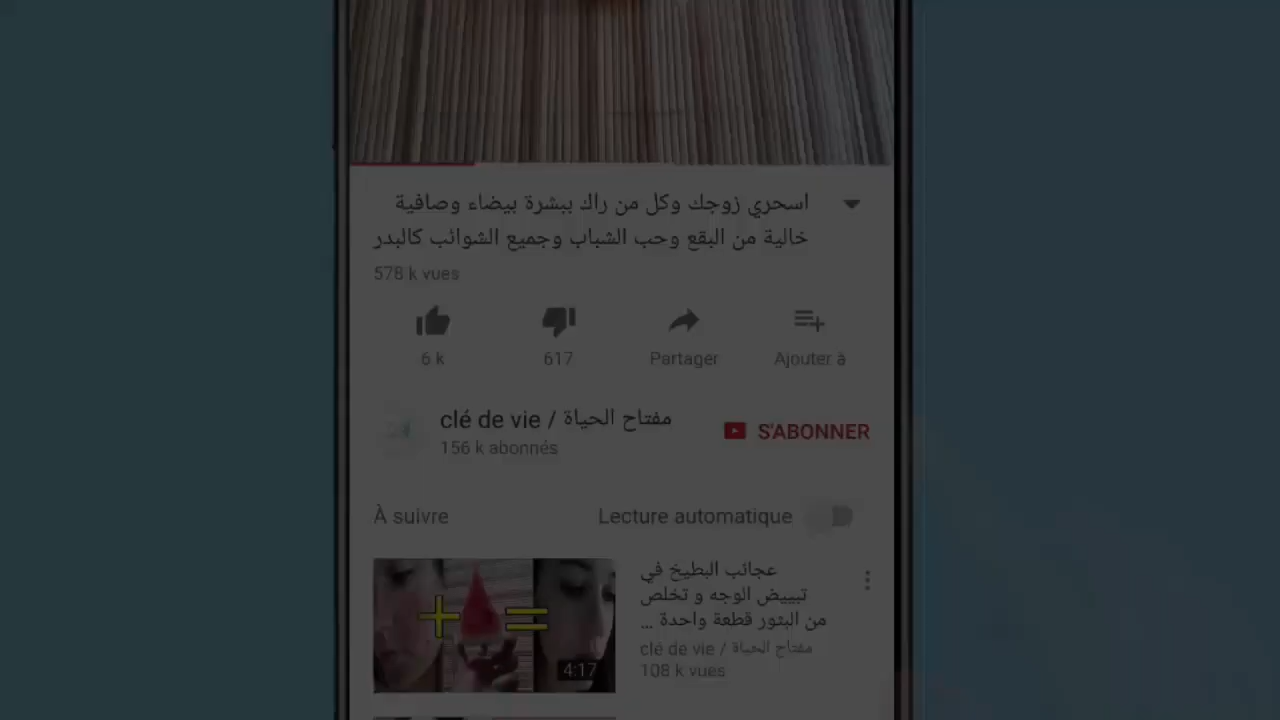 اسحري زوجك وكل من راك ببشرة بيضاء وصافية
خالية من البقع وحب الشباب وجميع الشوائب كالبدر
578 k vues
6 k
617
Partager
Ajouter à
clé de vie / مفتاح الحياة
S'ABONNER
156 k abonnés
À suivre
Lecture automatique
عجائب البطيخ في
تبييض الوجه و تخلص
من البثور قطعة واحدة ...
clé de vie / مفتاح الحياة
108 k vues
+ =
4:17